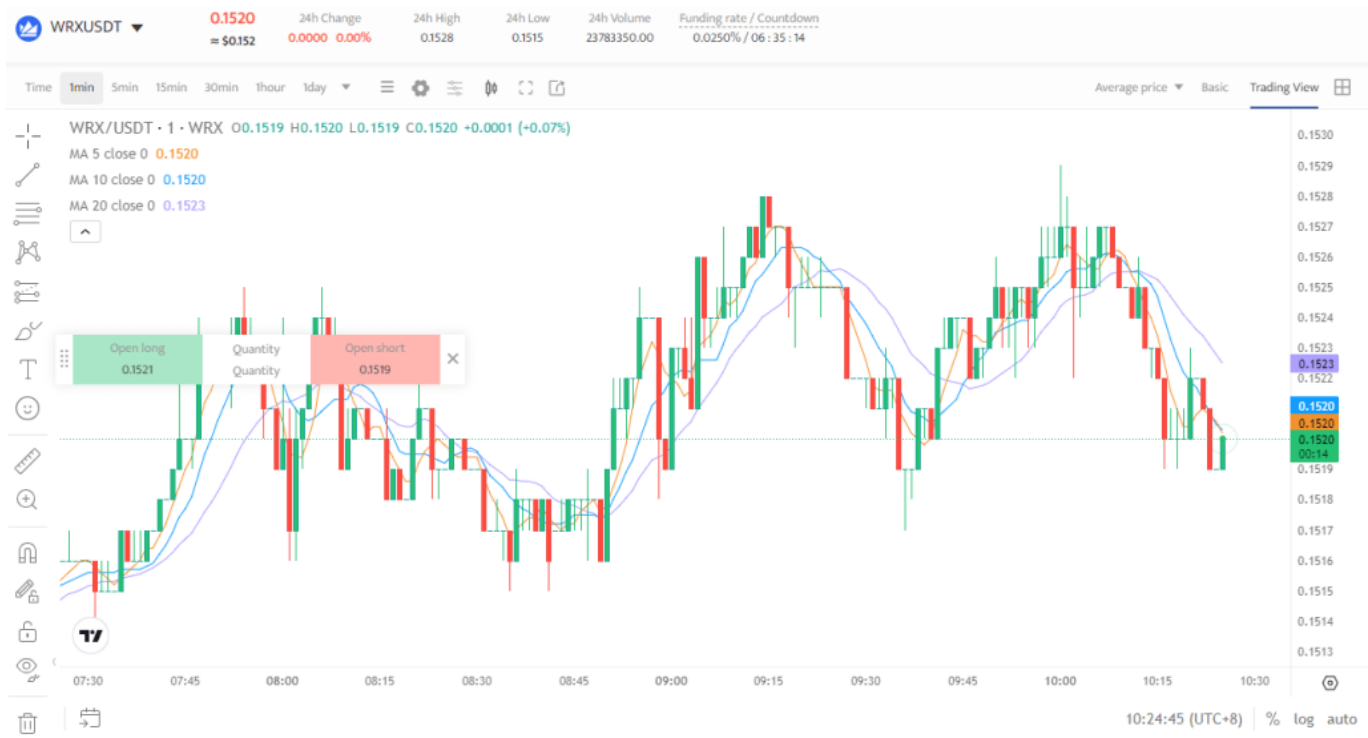 WRXUSDT
0.1520
≈ $0.152
24h Change
0.0000 0.00%
24h High
0.1528
24h Low
0.1515
24h Volume
23783350.00
Funding rate / Countdown
0.0250% / 06 : 35 : 14
Time 1min 5min 15min 30min 1hour 1day
Average price Basic Trading View
WRX/USDT · 1 · WRX O0.1519 H0.1520 L0.1519 C0.1520 +0.0001 (+0.07%)
MA 5 close 0 0.1520
MA 10 close 0 0.1520
MA 20 close 0 0.1523
Open long
0.1521
Quantity
Quantity
Open short
0.1519
0.1530
0.1529
0.1528
0.1527
0.1526
0.1525
0.1524
0.1523
0.1523
0.1522
0.1520
0.1520
0.1520
00:14
0.1519
0.1518
0.1517
0.1516
0.1515
0.1514
0.1513
07:30 07:45 08:00 08:15 08:30 08:45 09:00 09:15 09:30 09:45 10:00 10:15 10:30
10:24:45 (UTC+8) % log auto